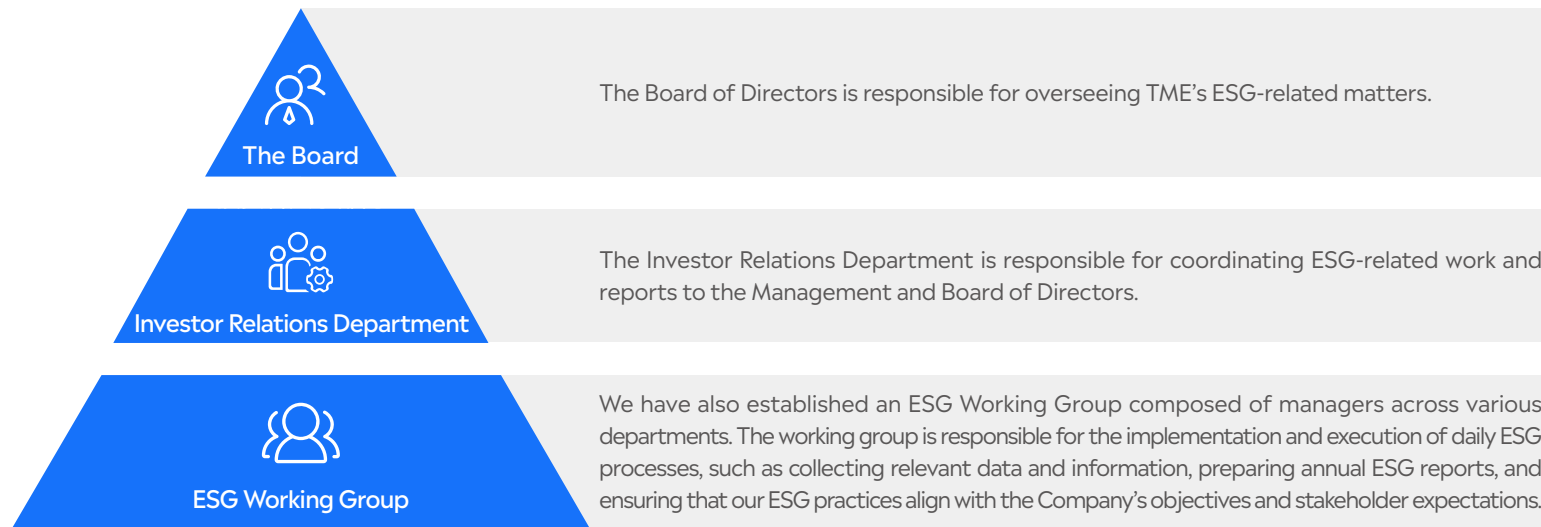 The Board
The Board of Directors is responsible for overseeing TME’s ESG-related matters.
Investor Relations Department
The Investor Relations Department is responsible for coordinating ESG-related work and
reports to the Management and Board of Directors.
ESG Working Group
We have also established an ESG Working Group composed of managers across various
departments. The working group is responsible for the implementation and execution of daily ESG
processes, such as collecting relevant data and information, preparing annual ESG reports, and
ensuring that our ESG practices align with the Company’s objectives and stakeholder expectations.